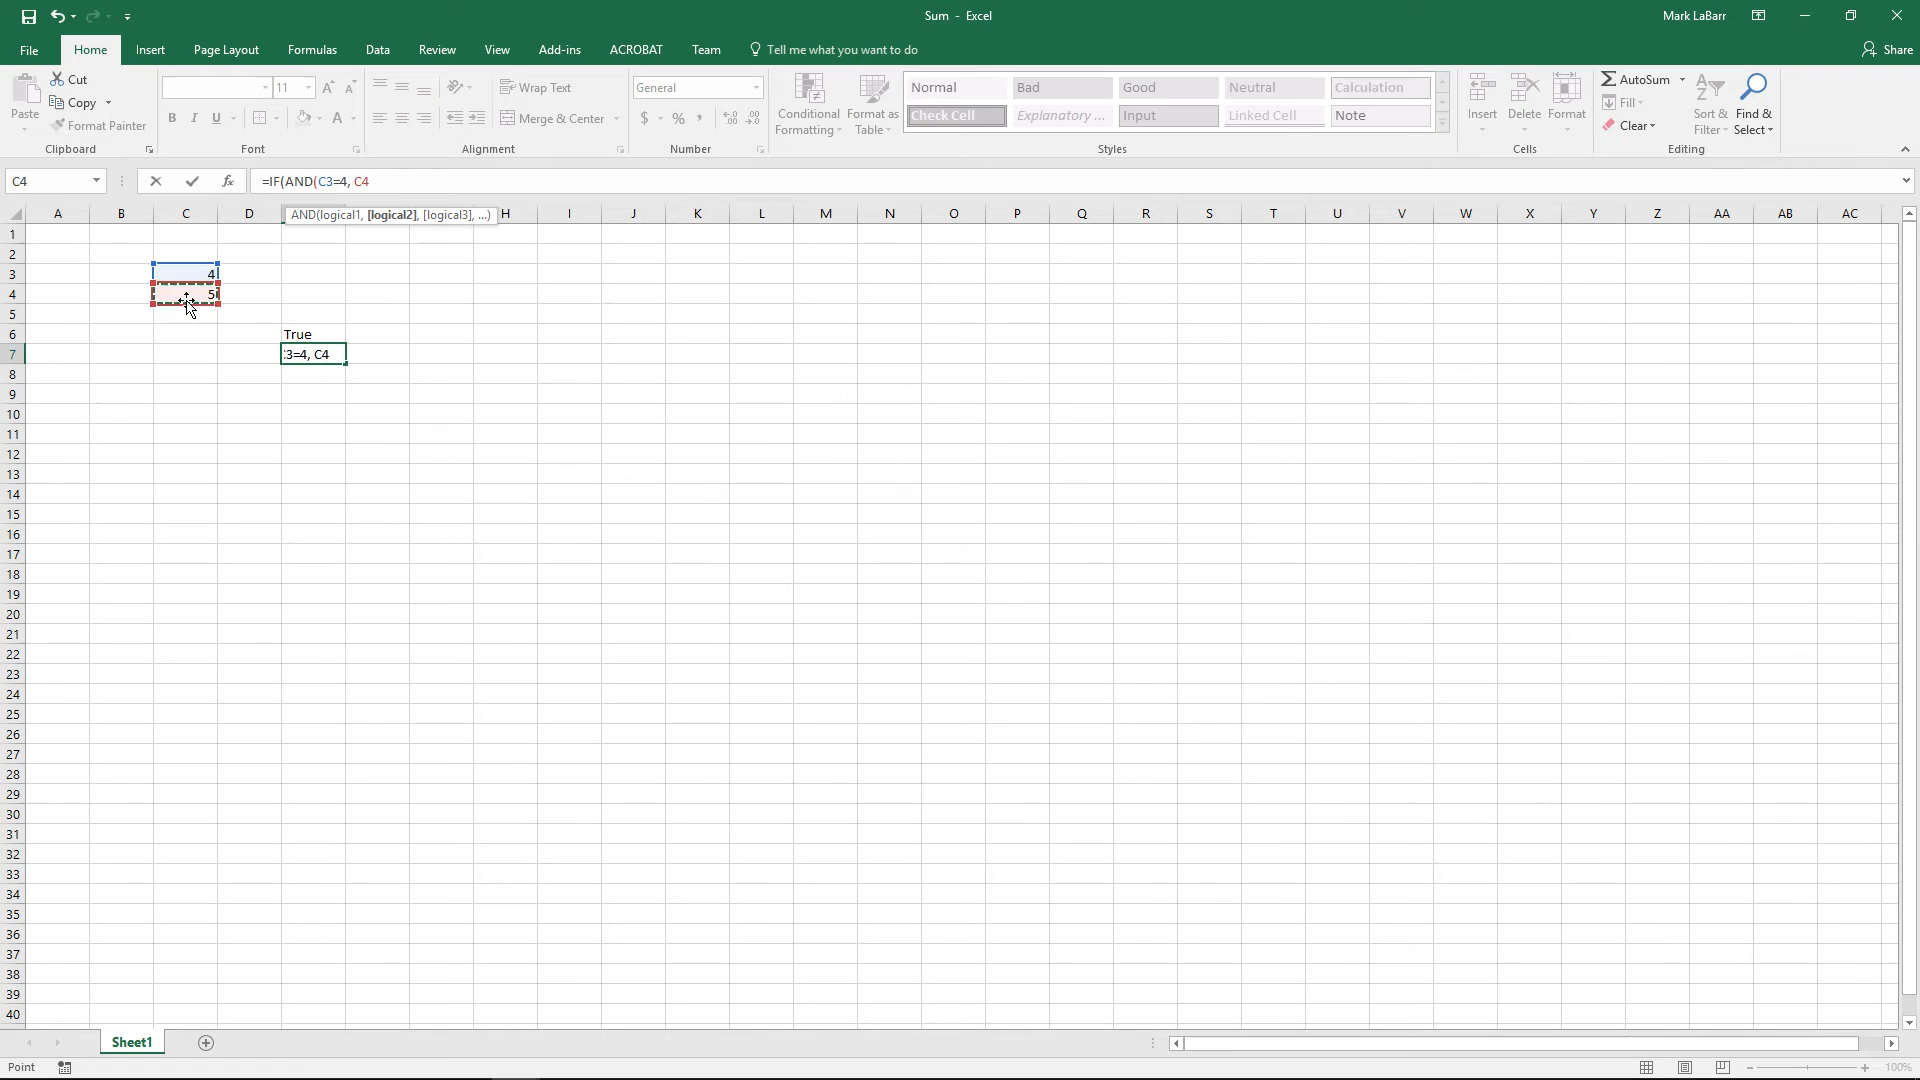 Sum - Excel
Mark LaBarr
File Home Insert Page Layout Formulas Data Review View Add-ins ACROBAT Team Tell me what you want to do
Share
Cut
Copy
Format Painter
Paste
Clipboard
11
B I U
Font
Wrap Text
Merge & Center
Alignment
General
$ %
Number
Conditional
Formatting
Format as
Table
Normal Bad Good Neutral Calculation
Check Cell Explanatory ... Input Linked Cell Note
Styles
Insert Delete Format
Cells
AutoSum
Fill
Clear
Sort &
Filter
Find &
Select
Editing
C4
fx
=IF(AND(C3=4, C4
AND(logical1, [logical2], [logical3], ...)
A B C D H I J K L M N O P Q R S T U V W X Y Z AA AB AC
1
2
3 4
4 5
5
6 True
7 C3=4, C4
8
9
10
11
12
13
14
15
16
17
18
19
20
21
22
23
24
25
26
27
28
29
30
31
32
33
34
35
36
37
38
39
40
Sheet1
Point
100%